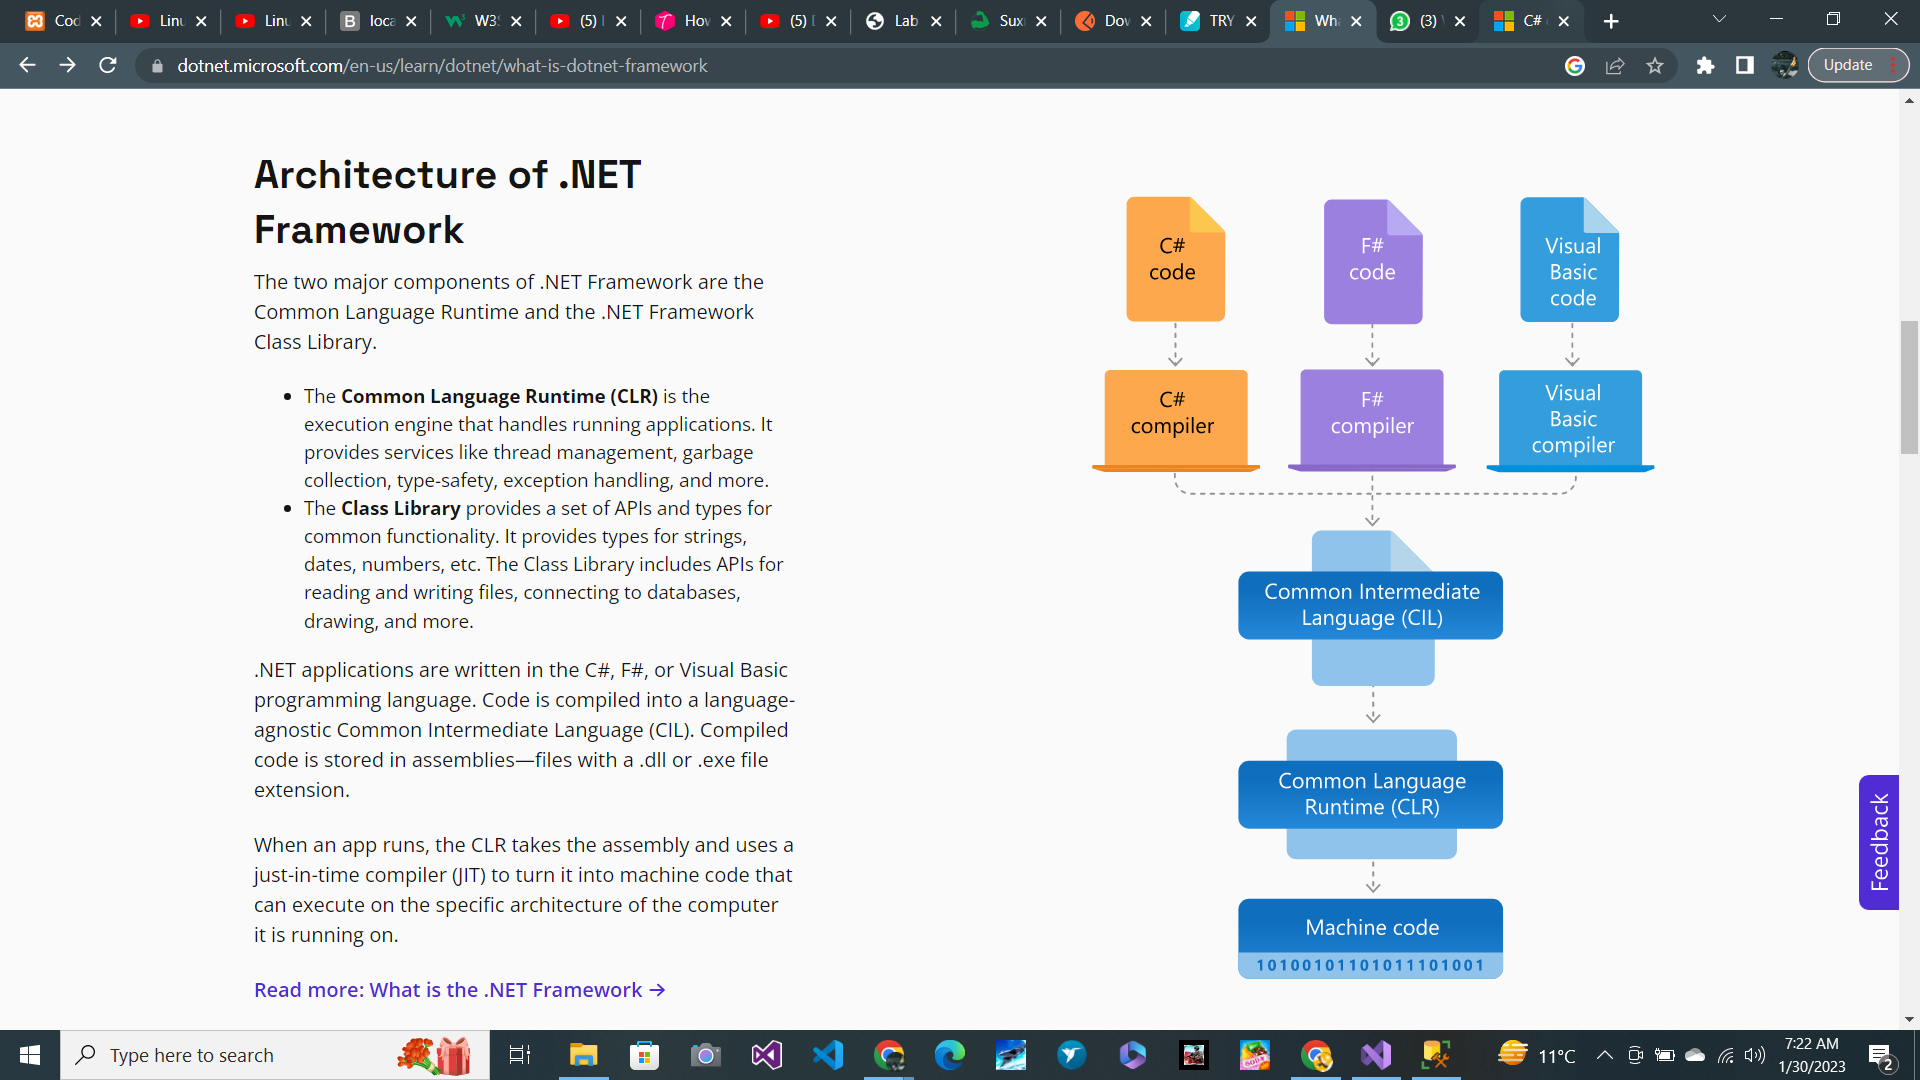 Cod
Linu
Linu
loca
W3S
(5) I
How
(5) [
Lab
Suxi
Dov
TRY
Wha
(3)
C#
dotnet.microsoft.com/en-us/learn/dotnet/what-is-dotnet-framework
Update
Architecture of .NET
Framework
The two major components of .NET Framework are the
Common Language Runtime and the .NET Framework
Class Library.
• The Common Language Runtime (CLR) is the
execution engine that handles running applications. It
provides services like thread management, garbage
collection, type-safety, exception handling, and more.
• The Class Library provides a set of APIs and types for
common functionality. It provides types for strings,
dates, numbers, etc. The Class Library includes APIs for
reading and writing files, connecting to databases,
drawing, and more.
.NET applications are written in the C#, F#, or Visual Basic
programming language. Code is compiled into a language-
agnostic Common Intermediate Language (CIL). Compiled
code is stored in assemblies—files with a .dll or .exe file
extension.
When an app runs, the CLR takes the assembly and uses a
just-in-time compiler (JIT) to turn it into machine code that
can execute on the specific architecture of the computer
it is running on.
Read more: What is the .NET Framework →
C#
code
F#
code
Visual
Basic
code
C#
compiler
F#
compiler
Visual
Basic
compiler
Common Intermediate
Language (CIL)
Common Language
Runtime (CLR)
Machine code
101001011010111101001
Feedback
Type here to search
11°C
7:22 AM
1/30/2023
2